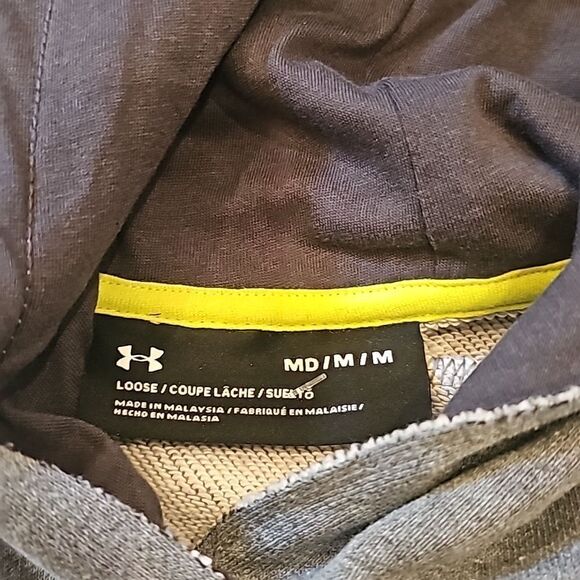 MD/M/M
LOOSE / COUPE LÂCHE / SUELTO
MADE IN MALAYSIA / FABRIQUÉ EN MALAISIE /
HECHO EN MALASIA